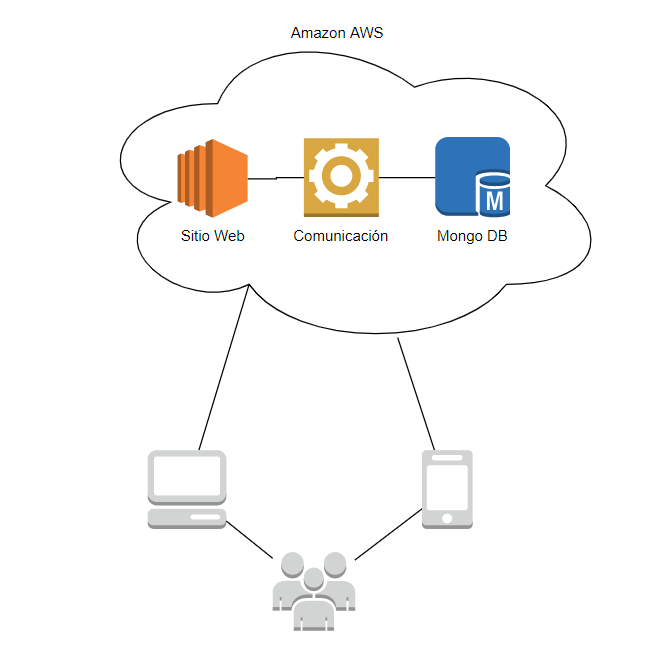 Amazon AWS
M
Sitio Web
Comunicación
Mongo DB